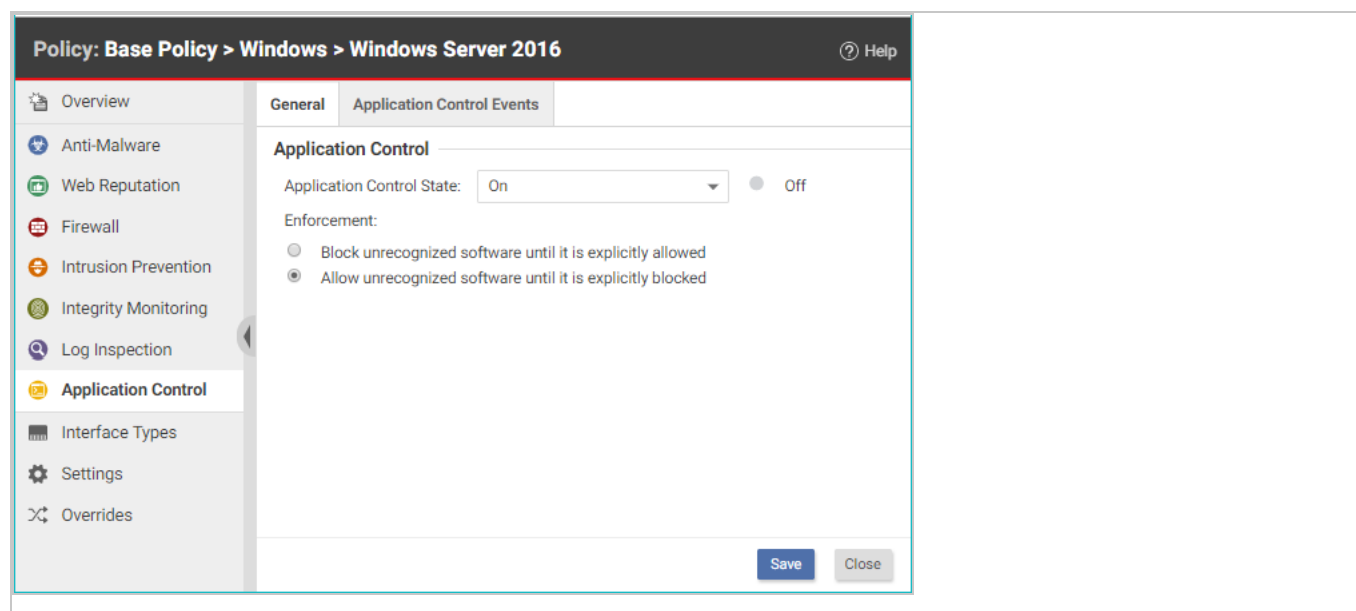 Policy: Base Policy > Windows > Windows Server 2016
Help
Overview
Anti-Malware
Web Reputation
Firewall
Intrusion Prevention
Integrity Monitoring
Log Inspection
Application Control
Interface Types
Settings
Overrides
General
Application Control Events
Application Control
Application Control State: On Off
Enforcement:
Block unrecognized software until it is explicitly allowed
Allow unrecognized software until it is explicitly blocked
Save Close